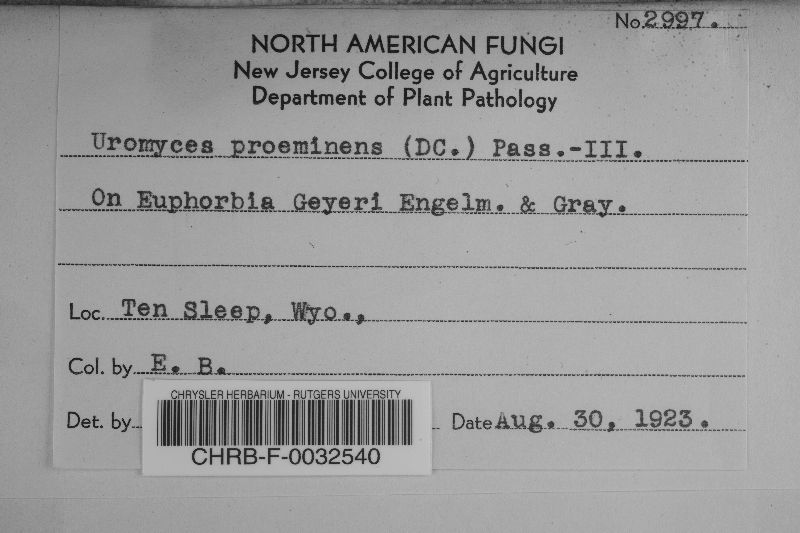 No. 2997.
NORTH AMERICAN FUNGI
New Jersey College of Agriculture
Department of Plant Pathology
Uromyces proeminens (DC.) Pass.-III.
On Euphorbia Geyeri Engelm. & Gray.
Loc. Ten Sleep, Wyo.,
Col. by E. B.
Det. by Date Aug. 30, 1923.
CHRYSLER HERBARIUM - RUTGERS UNIVERSITY
CHRB-F-0032540